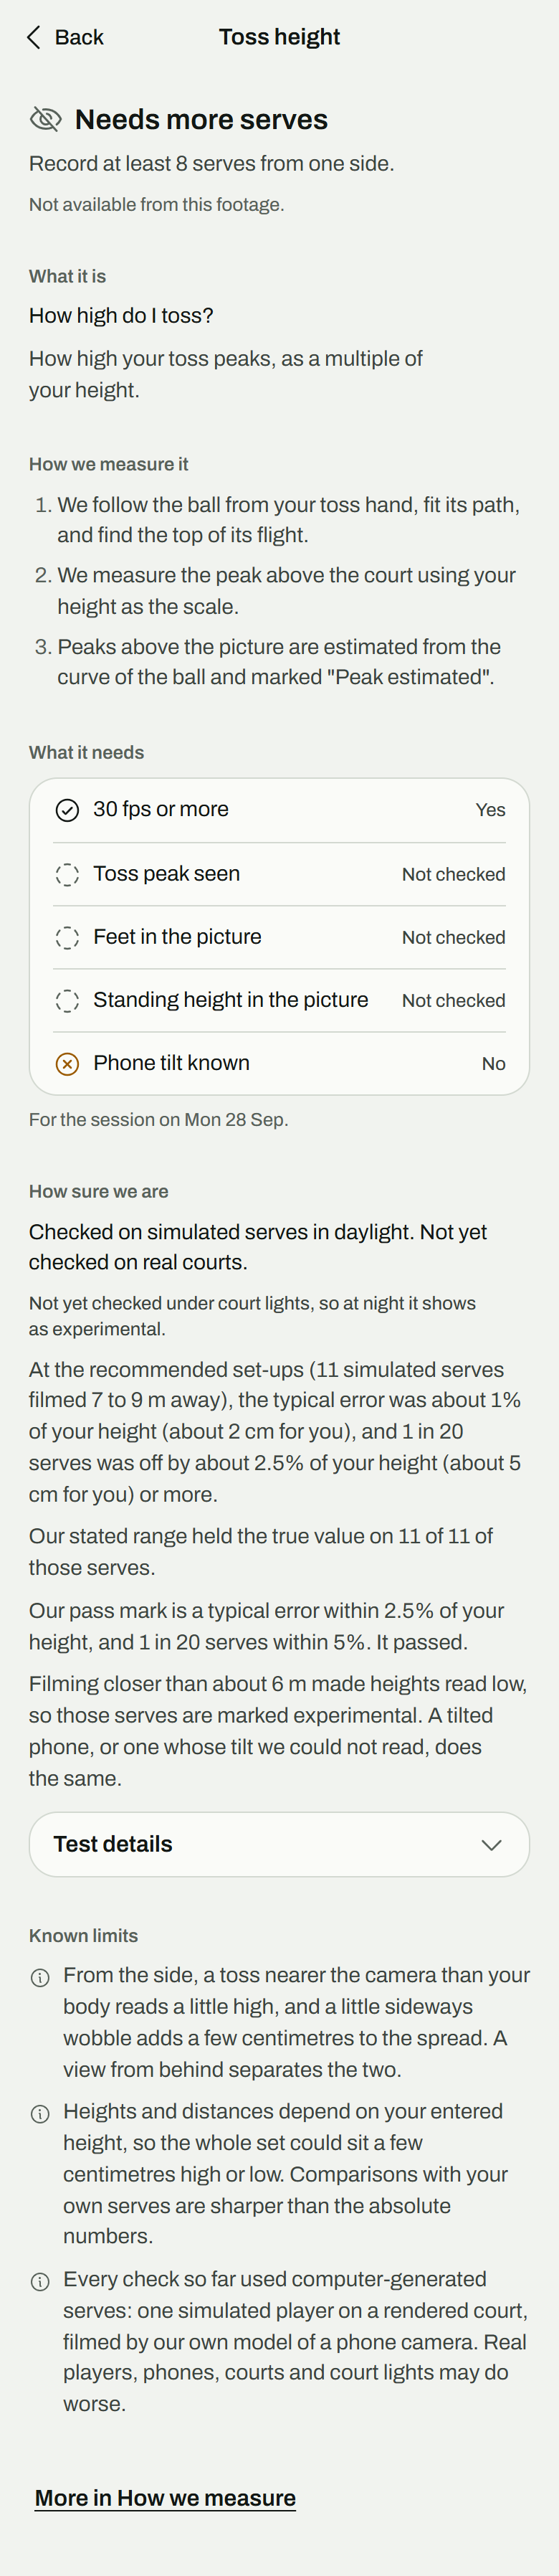 Back
Toss height
Needs more serves
Record at least 8 serves from one side.
Not available from this footage.
What it is
How high do I toss?
How high your toss peaks, as a multiple of
your height.
How we measure it
1. We follow the ball from your toss hand, fit its path,
and find the top of its flight.
2. We measure the peak above the court using your
height as the scale.
3. Peaks above the picture are estimated from the
curve of the ball and marked "Peak estimated".
What it needs
30 fps or more Yes
Toss peak seen Not checked
Feet in the picture Not checked
Standing height in the picture Not checked
Phone tilt known No
For the session on Mon 28 Sep.
How sure we are
Checked on simulated serves in daylight. Not yet
checked on real courts.
Not yet checked under court lights, so at night it shows
as experimental.
At the recommended set-ups (11 simulated serves
filmed 7 to 9 m away), the typical error was about 1%
of your height (about 2 cm for you), and 1 in 20
serves was off by about 2.5% of your height (about 5
cm for you) or more.
Our stated range held the true value on 11 of 11 of
those serves.
Our pass mark is a typical error within 2.5% of your
height, and 1 in 20 serves within 5%. It passed.
Filming closer than about 6 m made heights read low,
so those serves are marked experimental. A tilted
phone, or one whose tilt we could not read, does
the same.
Test details
Known limits
From the side, a toss nearer the camera than your
body reads a little high, and a little sideways
wobble adds a few centimetres to the spread. A
view from behind separates the two.
Heights and distances depend on your entered
height, so the whole set could sit a few
centimetres high or low. Comparisons with your
own serves are sharper than the absolute
numbers.
Every check so far used computer-generated
serves: one simulated player on a rendered court,
filmed by our own model of a phone camera. Real
players, phones, courts and court lights may do
worse.
More in How we measure